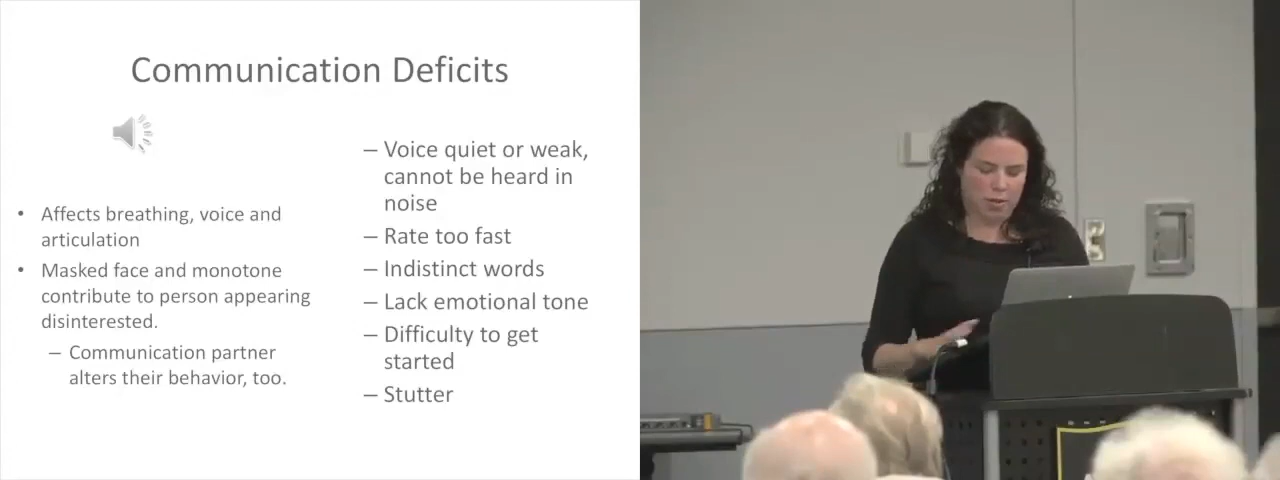 Communication Deficits
• Affects breathing, voice and
articulation
• Masked face and monotone
contribute to person appearing
disinterested.
– Communication partner
alters their behavior, too.
– Voice quiet or weak,
cannot be heard in
noise
– Rate too fast
– Indistinct words
– Lack emotional tone
– Difficulty to get
started
– Stutter